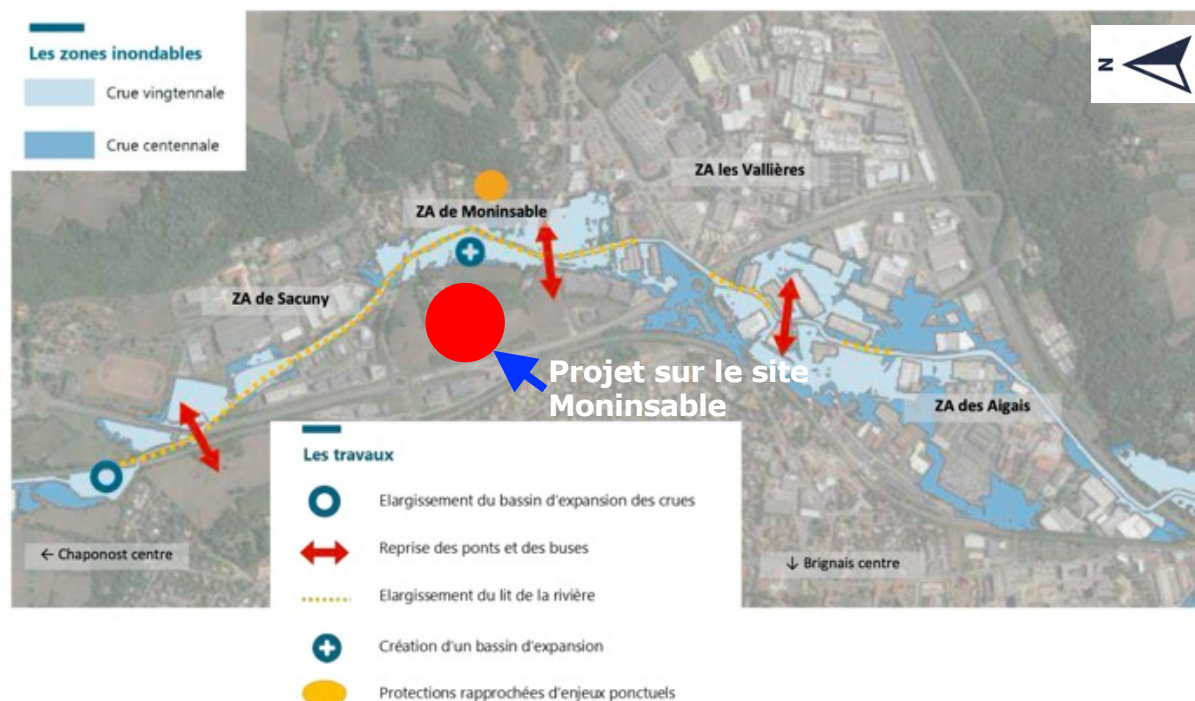 Les zones inondables
Crue vingtennale
Crue centennale
N
ZA les Vallières
ZA de Moninsable
ZA de Sacuny
Projet sur le site
Moninsable
ZA des Aigais
← Chaponost centre
↓ Brignais centre
Les travaux
Elargissement du bassin d'expansion des crues
Reprise des ponts et des buses
Elargissement du lit de la rivière
Création d'un bassin d'expansion
Protections rapprochées d'enjeux ponctuels